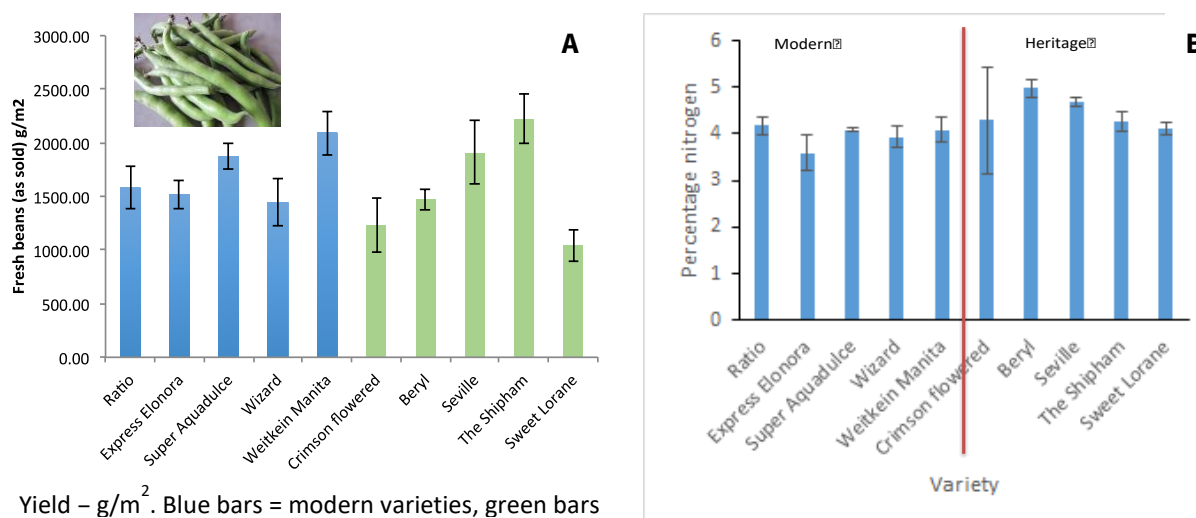 A
Fresh beans (as sold) g/m2
3000.00
2500.00
2000.00
1500.00
1000.00
500.00
0.00
Ratio
Express Elonora
Super Aquadulce
Wizard
Weitkein Manita
Crimson flowered
Beryl
Seville
The Shipham
Sweet Lorane
Yield – g/m². Blue bars = modern varieties, green bars
B
Modern
Heritage
Percentage nitrogen
6
5
4
3
2
1
0
Ratio
Express Elonora
Super Aquadulce
Wizard
Weitkein Manita
Crimson flowered
Beryl
Seville
The Shipham
Sweet Lorane
Variety